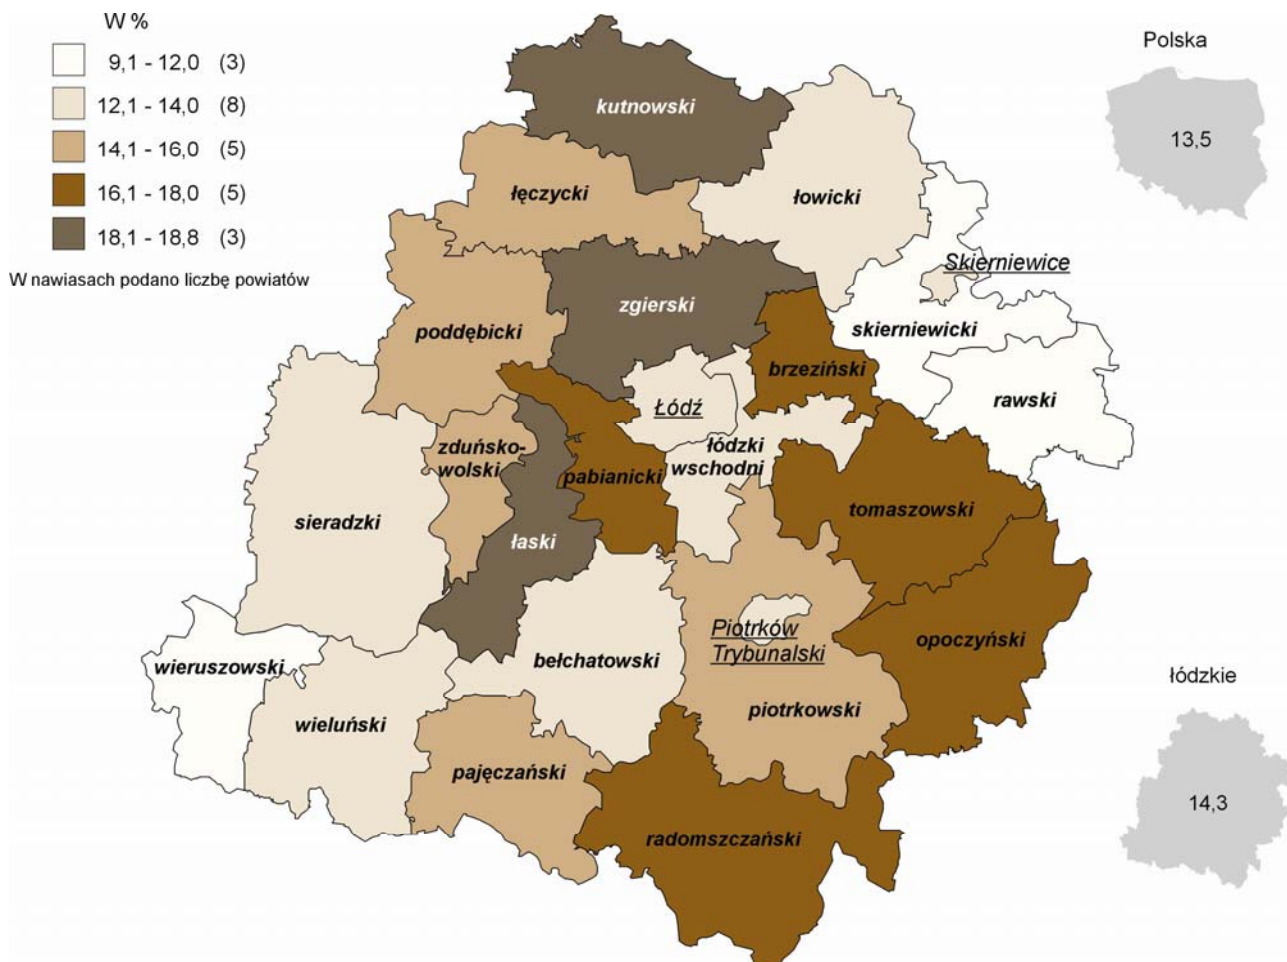 W %
9,1 - 12,0 (3)
12,1 - 14,0 (8)
14,1 - 16,0 (5)
16,1 - 18,0 (5)
18,1 - 18,8 (3)
W nawiasach podano liczbę powiatów
Polska
13,5
kutnowski
łęczycki
łowicki
Skierniewice
zgierski
skierniewicki
poddębicki
brzeziński
rawski
Łódź
zduńsko-
wolski
łódzki
wschodni
pabianicki
tomaszowski
sieradzki
łaski
Piotrków
Trybunalski
opoczyński
wieruszowski
bełchatowski
piotrkowski
wieluński
pajęczański
radomszczański
łódzkie
14,3